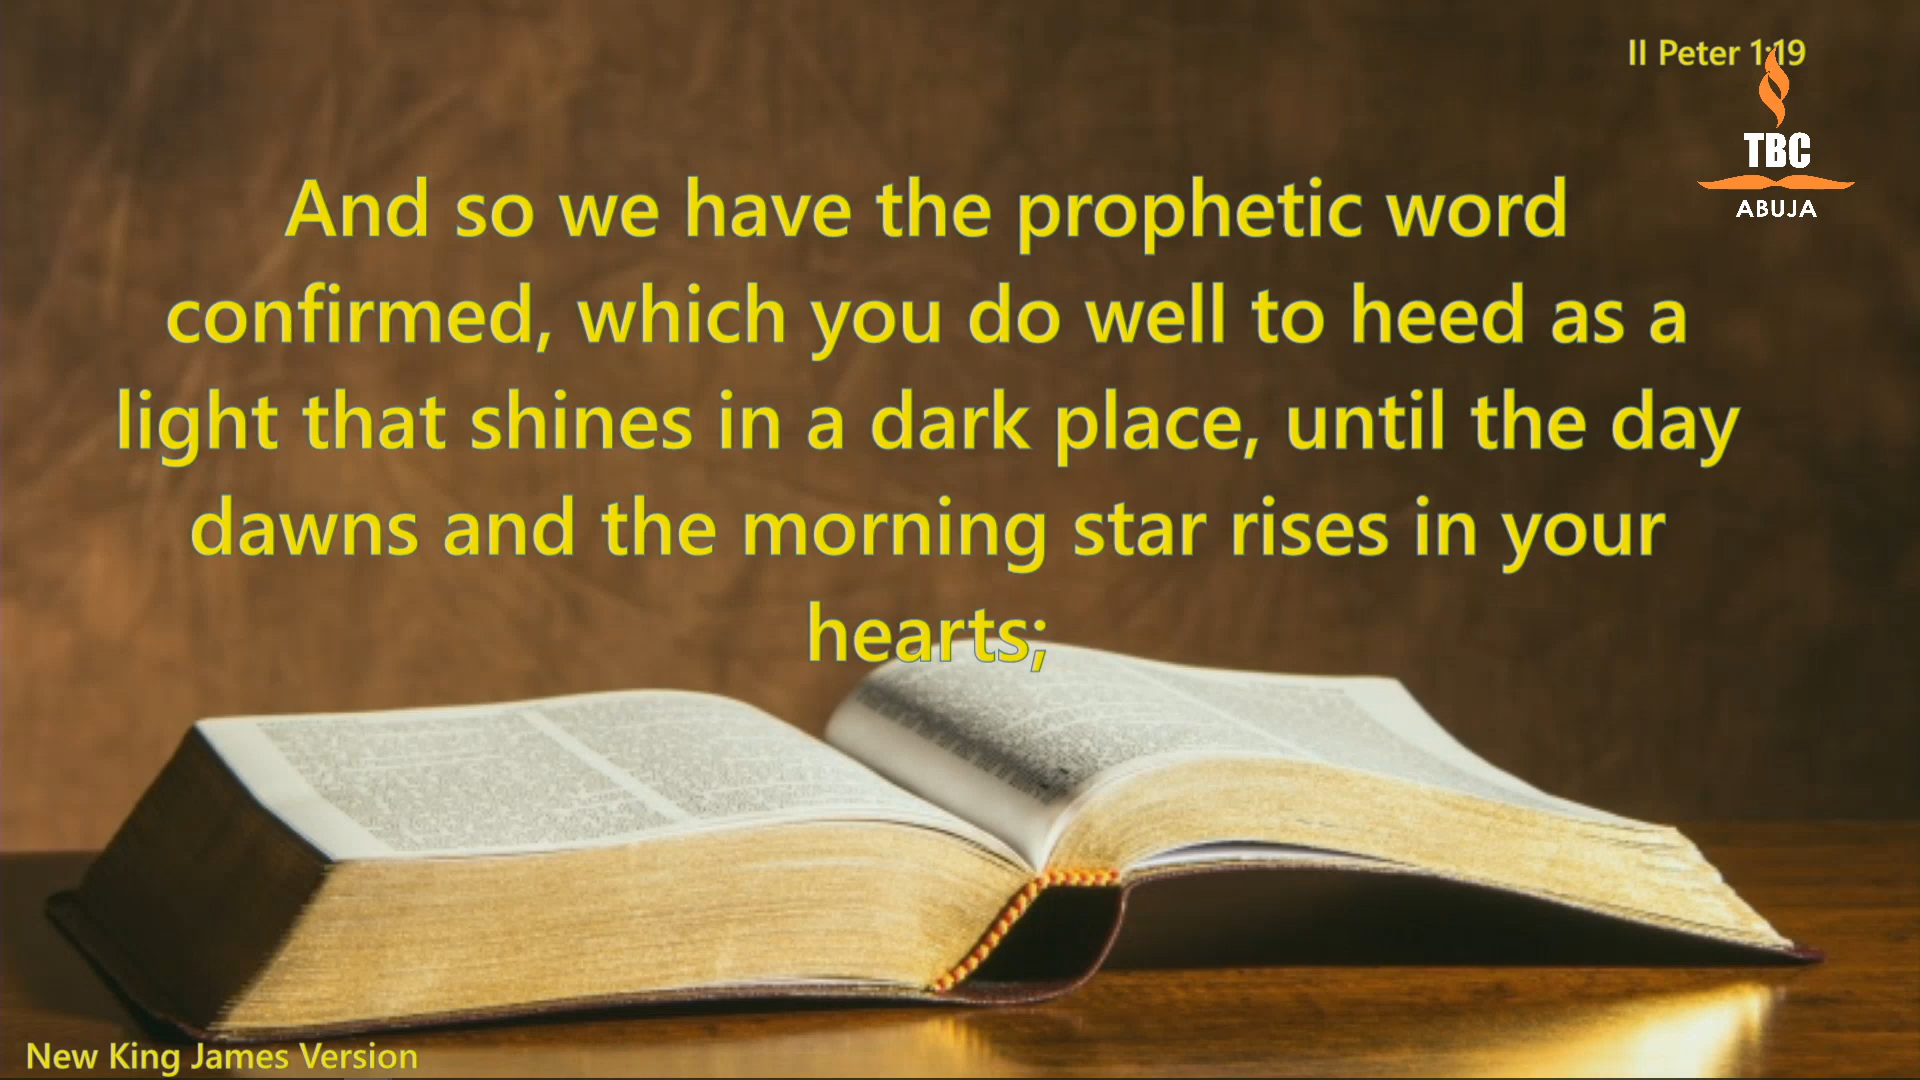 II Peter 1:19
TBC
ABUJA
And so we have the prophetic word
confirmed, which you do well to heed as a
light that shines in a dark place, until the day
dawns and the morning star rises in your
hearts;
New King James Version